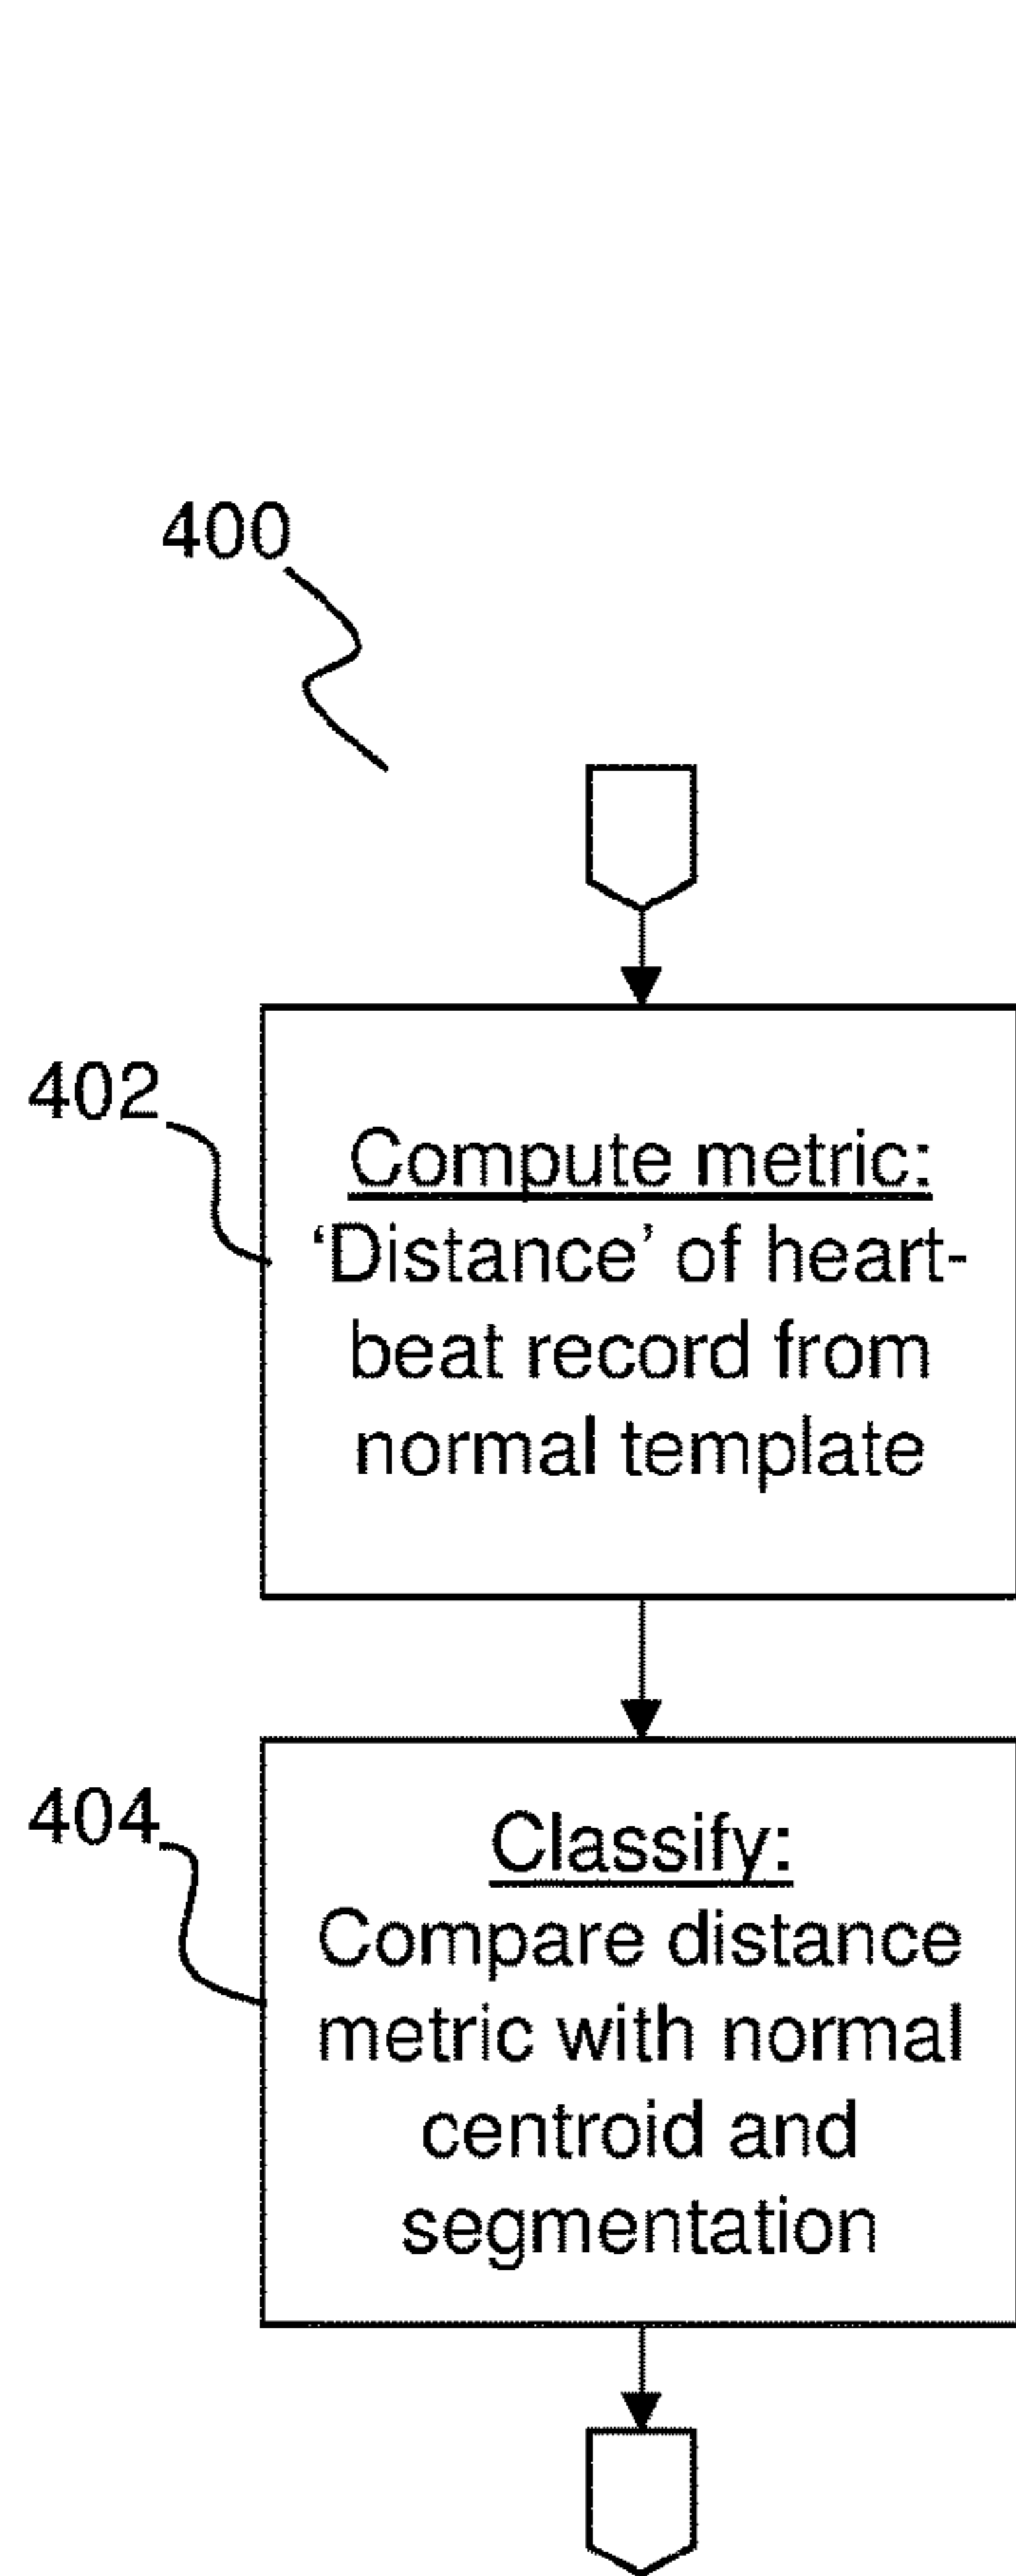 400
402
Compute metric:
‘Distance’ of heart-
beat record from
normal template
404
Classify:
Compare distance
metric with normal
centroid and
segmentation